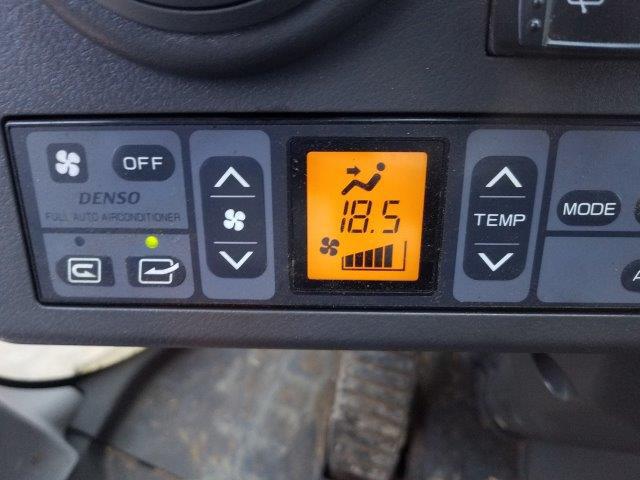 OFF
DENSO
FULL AUTO AIRCONDITIONER
18.5
TEMP
MODE
A